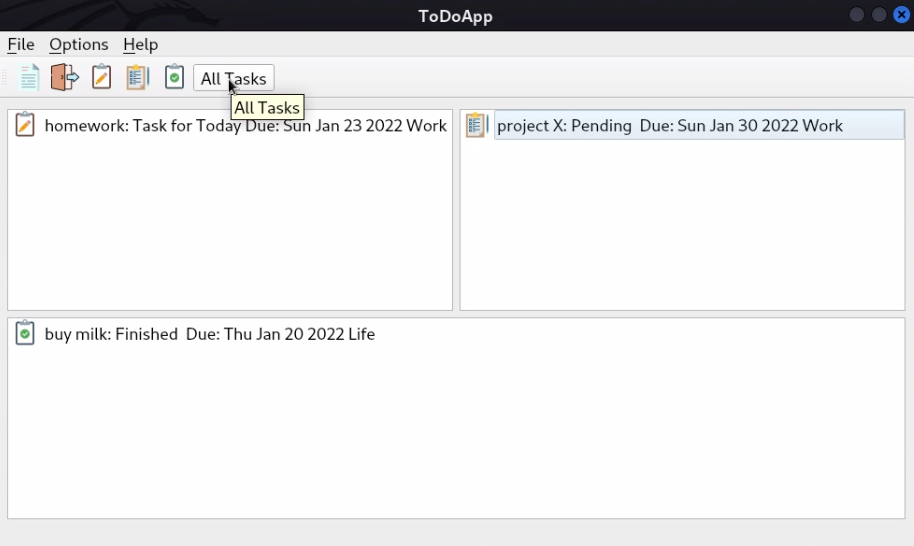 ToDoApp
File Options Help
All Tasks
All Tasks
homework: Task for Today Due: Sun Jan 23 2022 Work
project X: Pending  Due: Sun Jan 30 2022 Work
buy milk: Finished  Due: Thu Jan 20 2022 Life